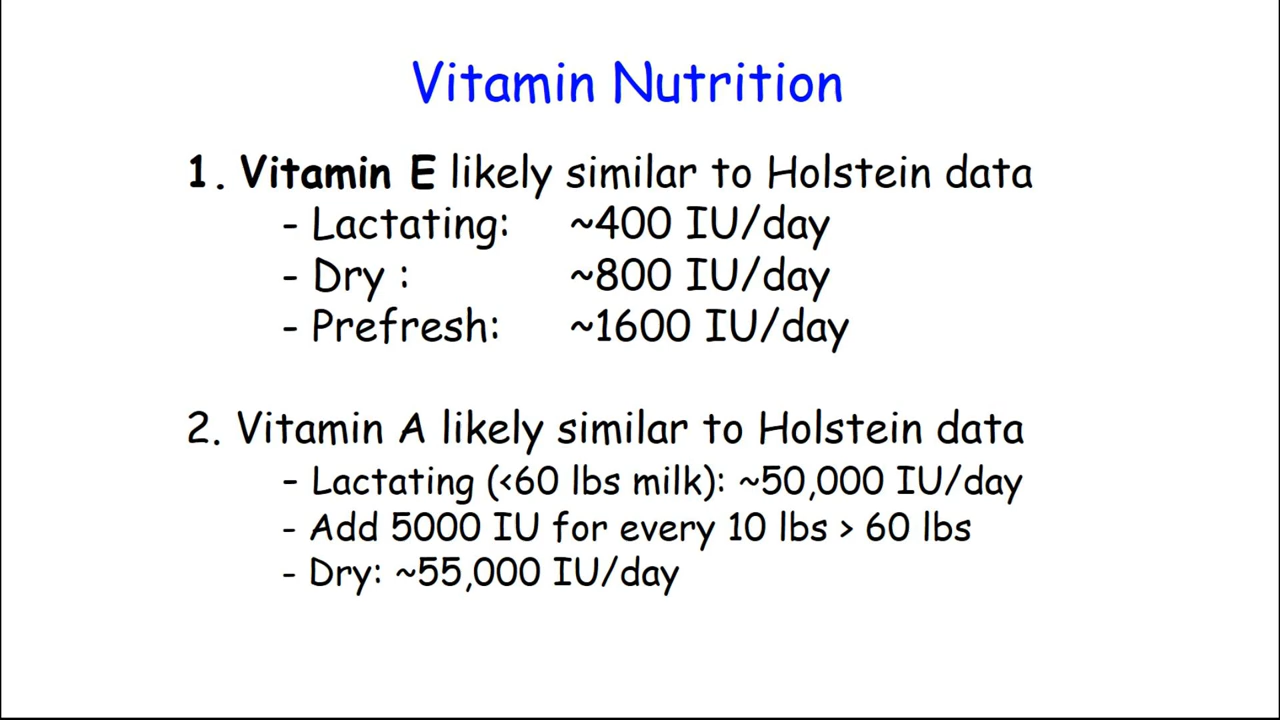 Vitamin Nutrition
1. Vitamin E likely similar to Holstein data
- Lactating: ~400 IU/day
- Dry : ~800 IU/day
- Prefresh: ~1600 IU/day
2. Vitamin A likely similar to Holstein data
- Lactating (<60 lbs milk): ~50,000 IU/day
- Add 5000 IU for every 10 lbs > 60 lbs
- Dry: ~55,000 IU/day